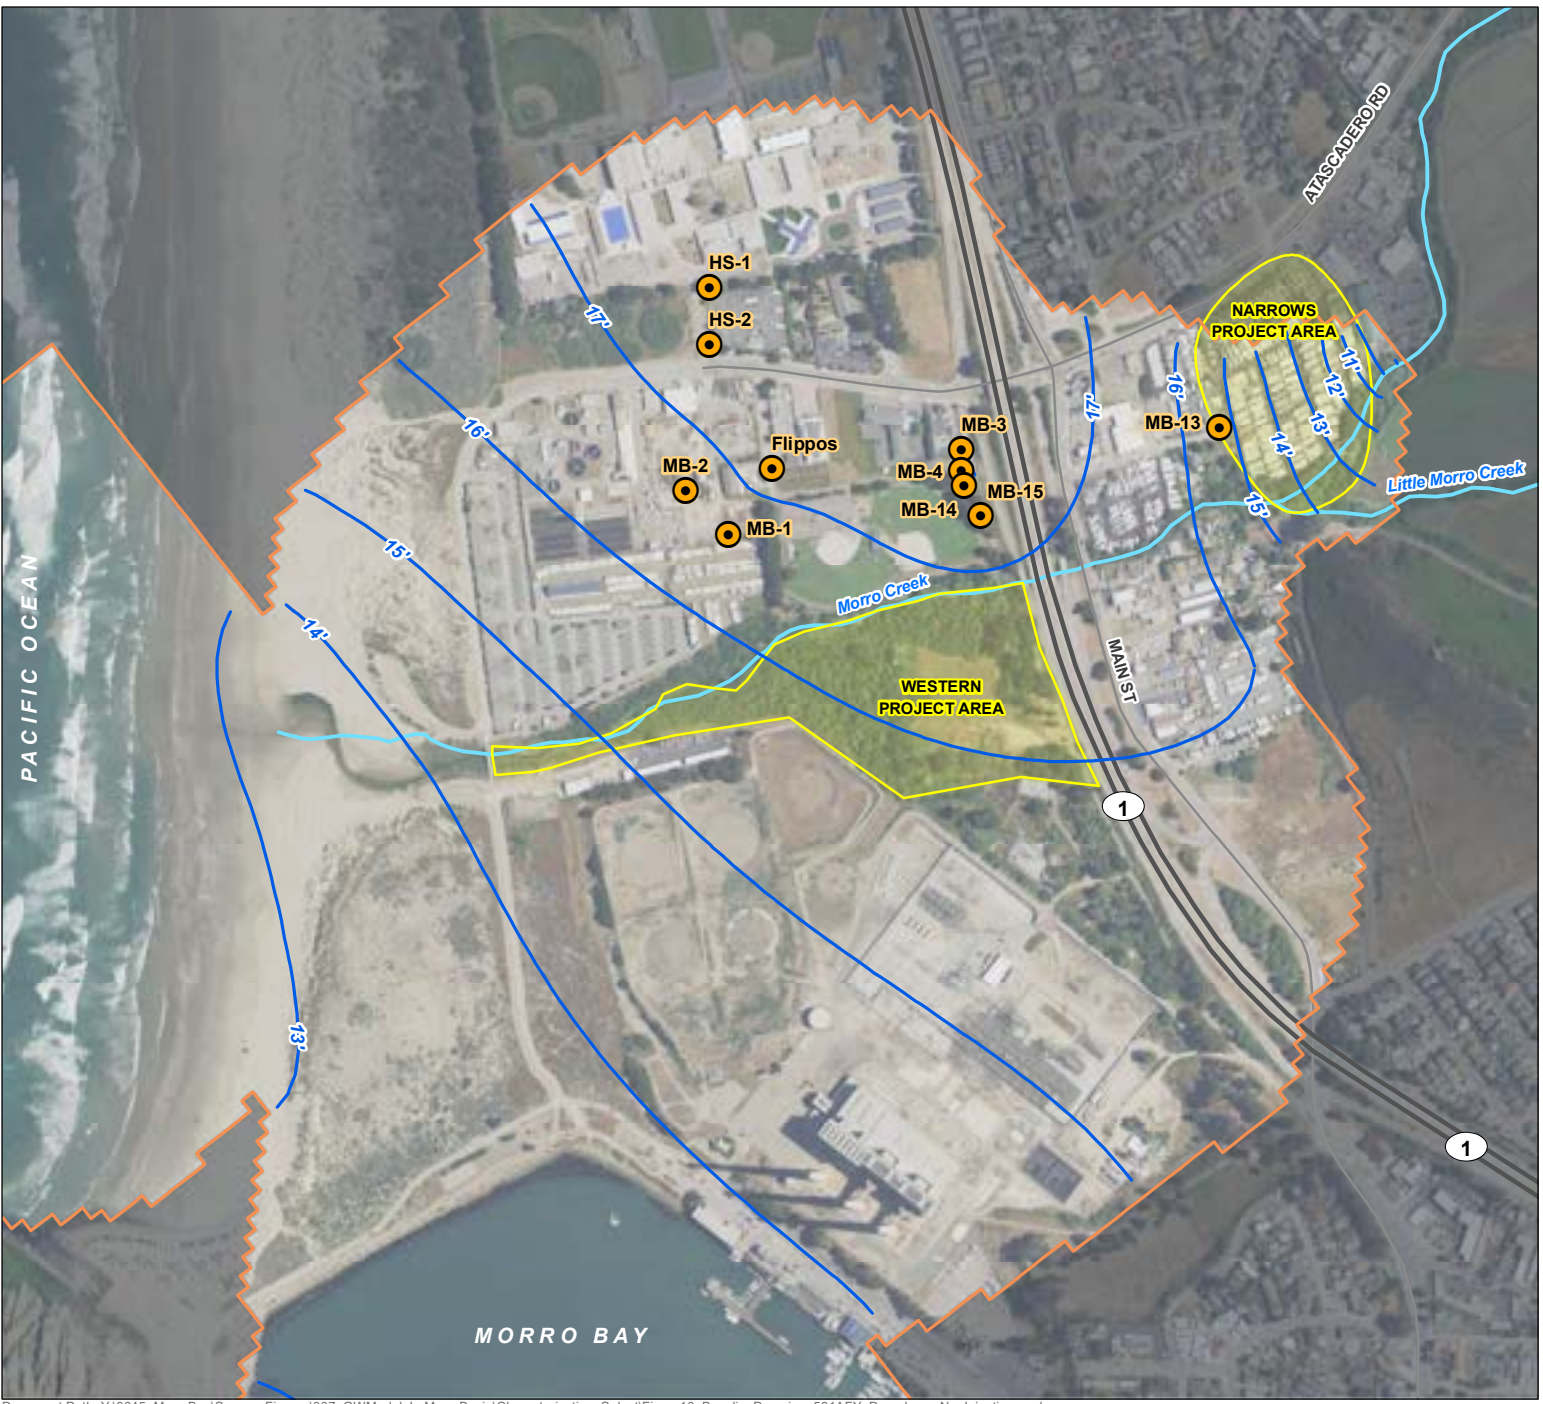 ATASCADERO RD
HS-1
NARROWS
PROJECT AREA
17'
HS-2
11'
12'
16'
17'
13'
16'
MB-3
MB-13
Flippos
14'
MB-2
MB-4
Little Morro Creek
MB-15
15'
MB-14
MB-1
15'
Morro Creek
14'
PACIFIC OCEAN
MAIN ST
WESTERN
PROJECT AREA
1
13'
1
MORRO BAY